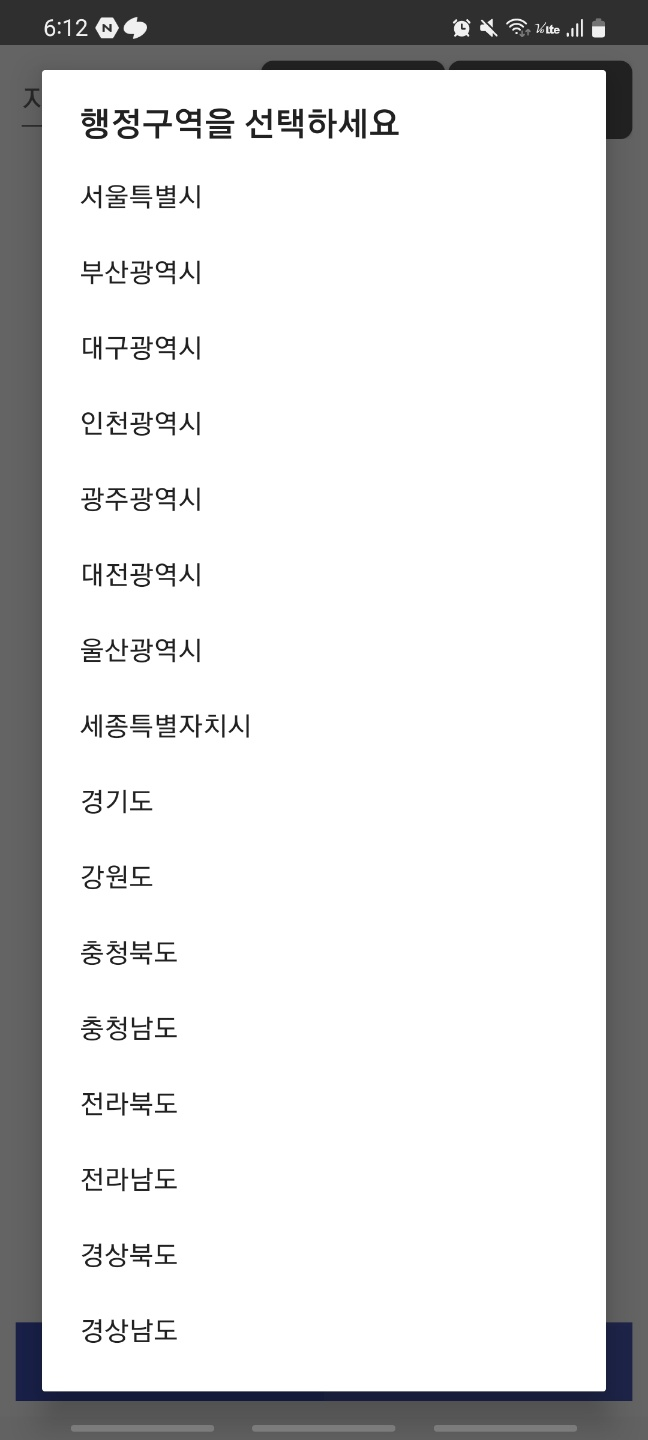 6:12
행정구역을 선택하세요
서울특별시
부산광역시
대구광역시
인천광역시
광주광역시
대전광역시
울산광역시
세종특별자치시
경기도
강원도
충청북도
충청남도
전라북도
전라남도
경상북도
경상남도